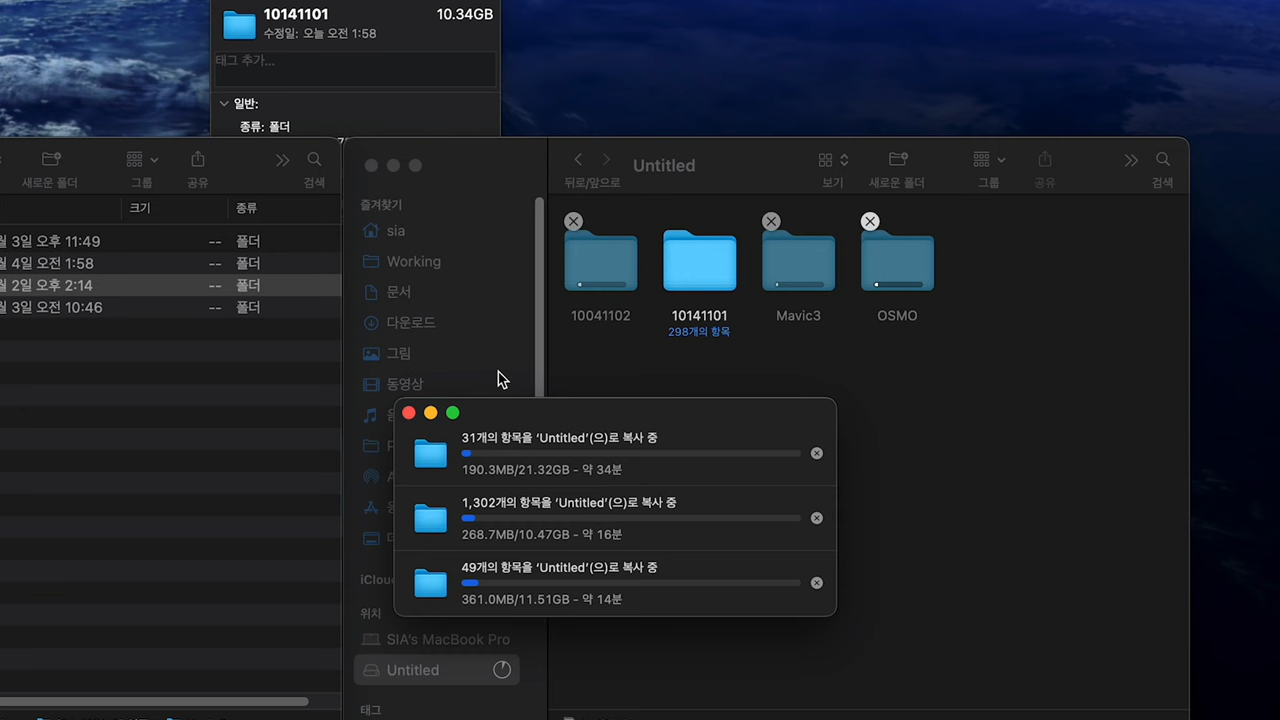 10141101
10.34GB
수정일: 오늘 오전 1:58
태그 추가...
일반:
종류: 폴더
새로운 폴더
그룹
공유
검색
크기
종류
월 3일 오후 11:49
--
폴더
월 4일 오전 1:58
--
폴더
월 2일 오후 2:14
--
폴더
월 3일 오전 10:46
--
폴더
즐겨찾기
sia
Working
문서
다운로드
그림
동영상
iClou
위치
SIA's MacBook Pro
Untitled
태그
Untitled
뒤로/앞으로
보기
새로운 폴더
그룹
공유
검색
10041102
10141101
298개의 항목
Mavic3
OSMO
31개의 항목을 ‘Untitled’(으)로 복사 중
190.3MB/21.32GB - 약 34분
1,302개의 항목을 ‘Untitled’(으)로 복사 중
268.7MB/10.47GB - 약 16분
49개의 항목을 ‘Untitled’(으)로 복사 중
361.0MB/11.51GB - 약 14분